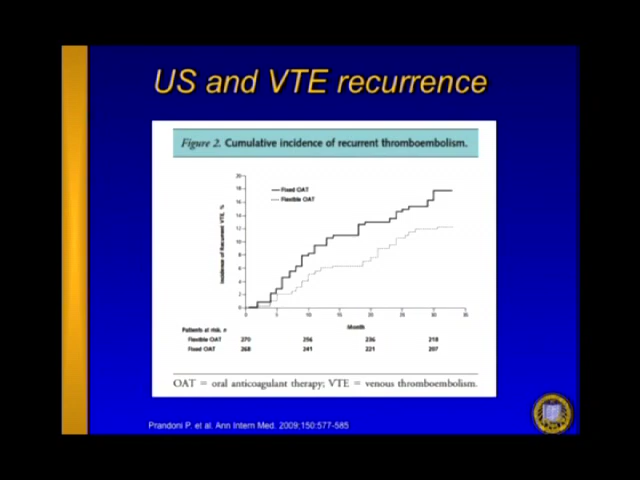 US and VTE recurrence
Figure 2. Cumulative incidence of recurrent thromboembolism.
Incidence of Recurrent VTE, %
20
18
16
14
12
10
8
6
4
2
0
Fixed OAT
Flexible OAT
0 5 10 15 20 25 30 35
Month
Patients at risk, n
Flexible OAT 270 256 236 218
Fixed OAT 268 241 221 207
OAT = oral anticoagulant therapy; VTE = venous thromboembolism.
Prandoni P. et al. Ann Intern Med. 2009;150:577-585